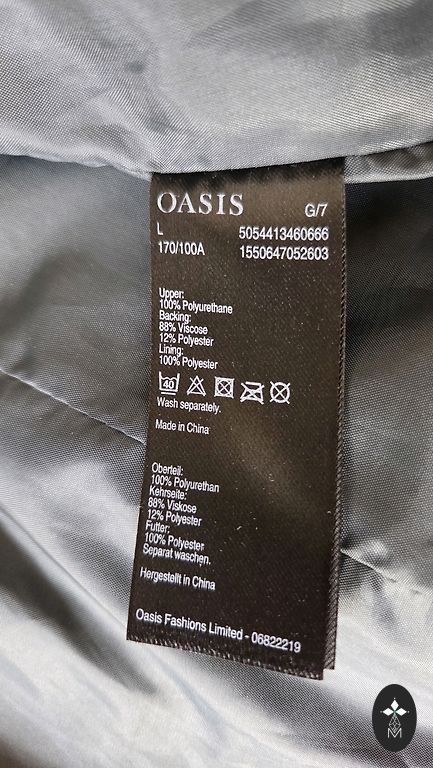 OASIS G/7
L 5054413460666
170/100A 1550647052603
Upper:
100% Polyurethane
Backing:
88% Viscose
12% Polyester
Lining:
100% Polyester
40
Wash separately.
Made in China
Oberteil:
100% Polyurethan
Kehrseite:
88% Viskose
12% Polyester
Futter:
100% Polyester
Separat waschen.
Hergestellt in China
Oasis Fashions Limited - 06822219
M